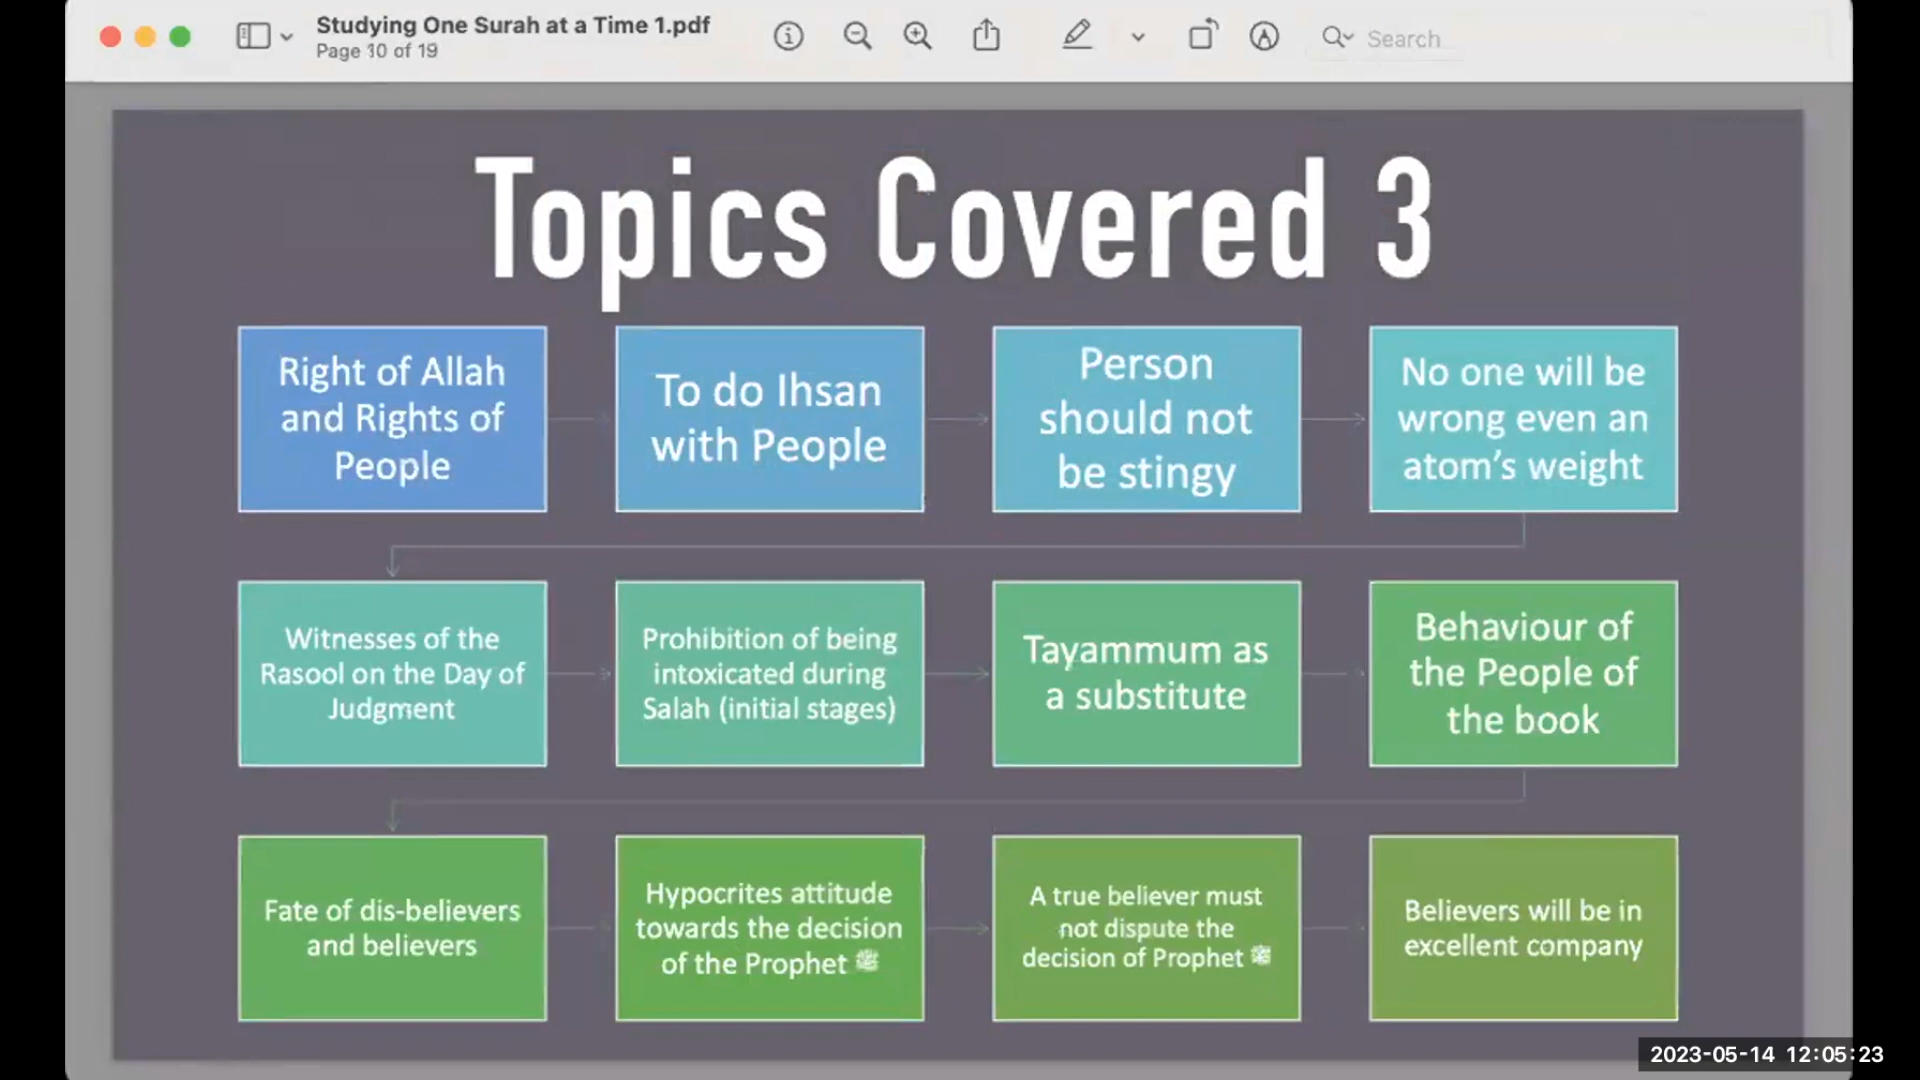 Studying One Surah at a Time 1.pdf
Page 10 of 19
Search
Topics Covered 3
Right of Allah
and Rights of
People
To do Ihsan
with People
Person
should not
be stingy
No one will be
wrong even an
atom's weight
Witnesses of the
Rasool on the Day of
Judgment
Prohibition of being
intoxicated during
Salah (initial stages)
Tayammum as
a substitute
Behaviour of
the People of
the book
Fate of dis-believers
and believers
Hypocrites attitude
towards the decision
of the Prophet ﷺ
A true believer must
not dispute the
decision of Prophet ﷺ
Believers will be in
excellent company
2023-05-14 12:05:23